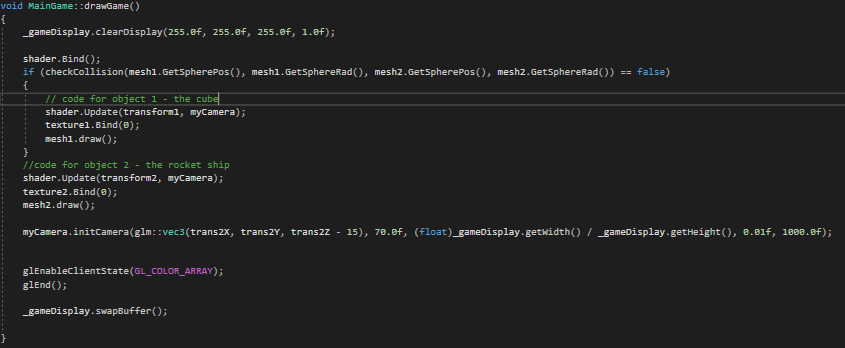 void MainGame::drawGame()
{
_gameDisplay.clearDisplay(255.0f, 255.0f, 255.0f, 1.0f);
shader.Bind();
if (checkCollision(mesh1.GetSpherePos(), mesh1.GetSphereRad(), mesh2.GetSpherePos(), mesh2.GetSphereRad()) == false)
{
// code for object 1 - the cube
shader.Update(transform1, myCamera);
texture1.Bind(0);
mesh1.draw();
}
//code for object 2 - the rocket ship
shader.Update(transform2, myCamera);
texture2.Bind(0);
mesh2.draw();
myCamera.initCamera(glm::vec3(trans2X, trans2Y, trans2Z - 15), 70.0f, (float)_gameDisplay.getWidth() / _gameDisplay.getHeight(), 0.01f, 1000.0f);
glEnableClientState(GL_COLOR_ARRAY);
glEnd();
_gameDisplay.swapBuffer();
}